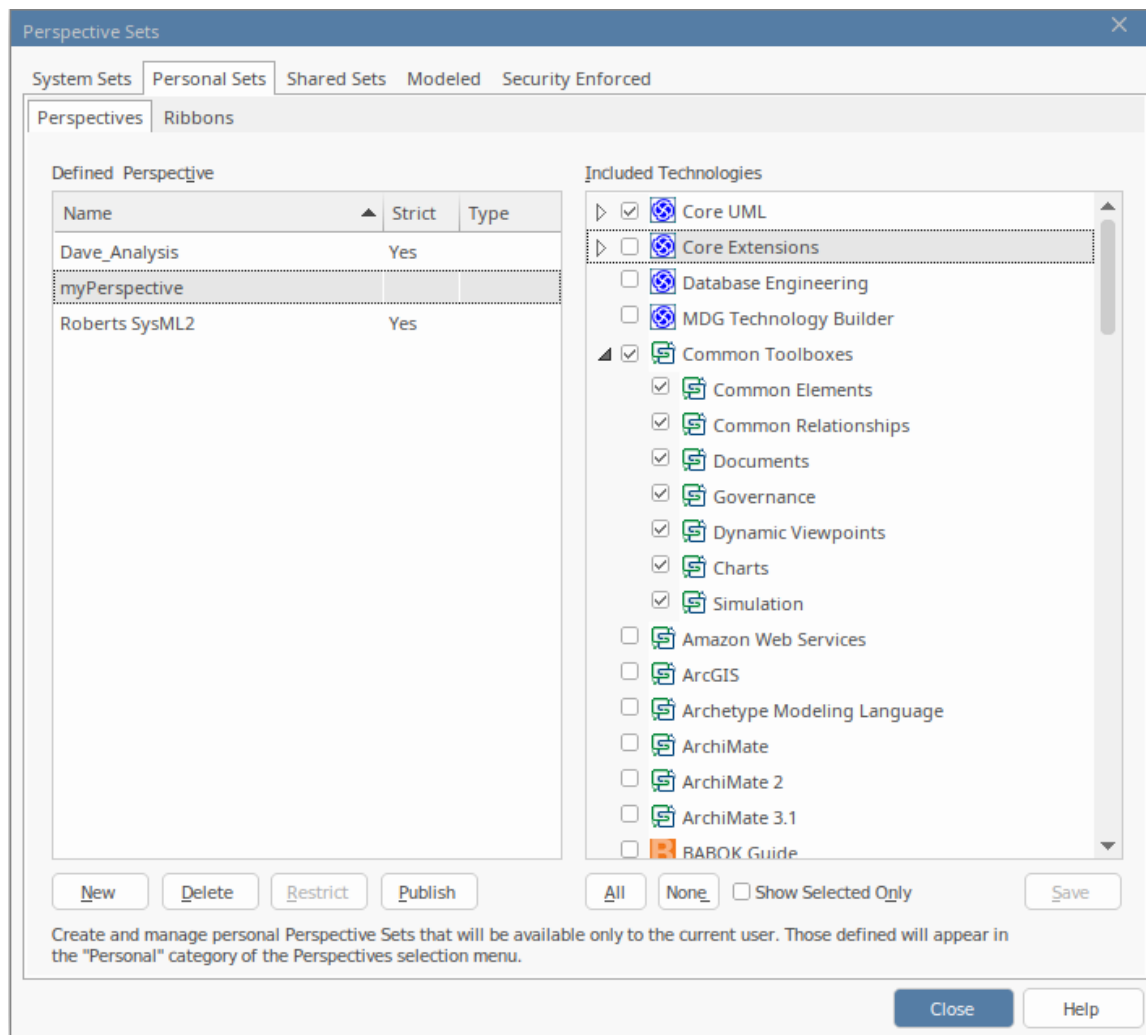 Perspective Sets
System Sets Personal Sets Shared Sets Modeled Security Enforced
Perspectives Ribbons
Defined Perspective
Name Strict Type
Dave_Analysis Yes
myPerspective
Roberts SysML2 Yes
New Delete Restrict Publish
Included Technologies
Core UML
Core Extensions
Database Engineering
MDG Technology Builder
Common Toolboxes
Common Elements
Common Relationships
Documents
Governance
Dynamic Viewpoints
Charts
Simulation
Amazon Web Services
ArcGIS
Archetype Modeling Language
ArchiMate
ArchiMate 2
ArchiMate 3.1
BABOK Guide
All None Show Selected Only Save
Create and manage personal Perspective Sets that will be available only to the current user. Those defined will appear in
the "Personal" category of the Perspectives selection menu.
Close Help